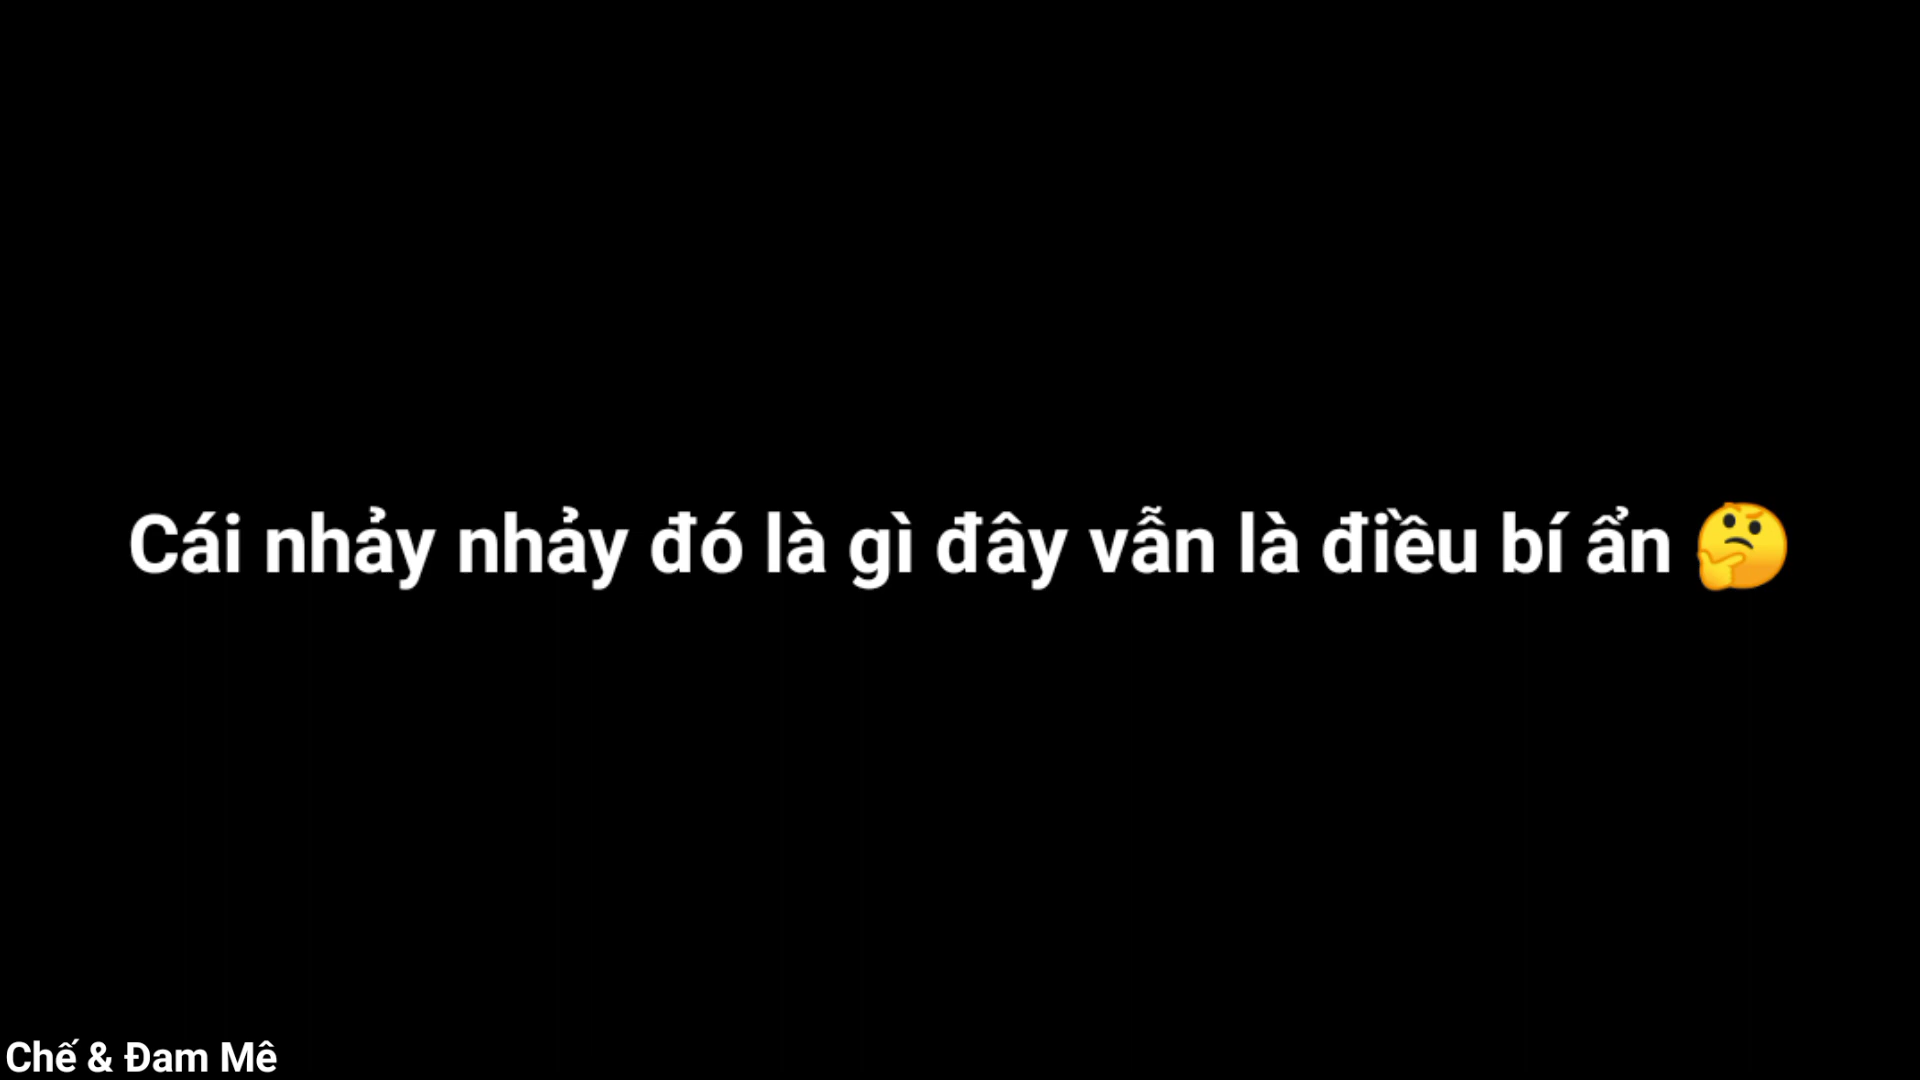 Cái nhảy nhảy đó là gì đây vẫn là điều bí ẩn 🤔
Chế & Đam Mê